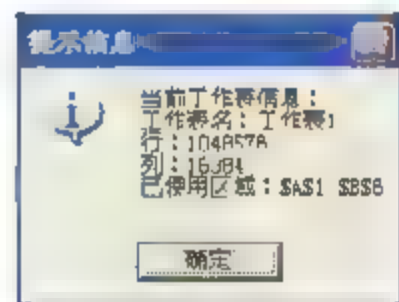 提示信息
当前工作表信息：
工作表名：工作表1
行：1048576
列：16384
已使用区域：$A$1 $B$6
确定